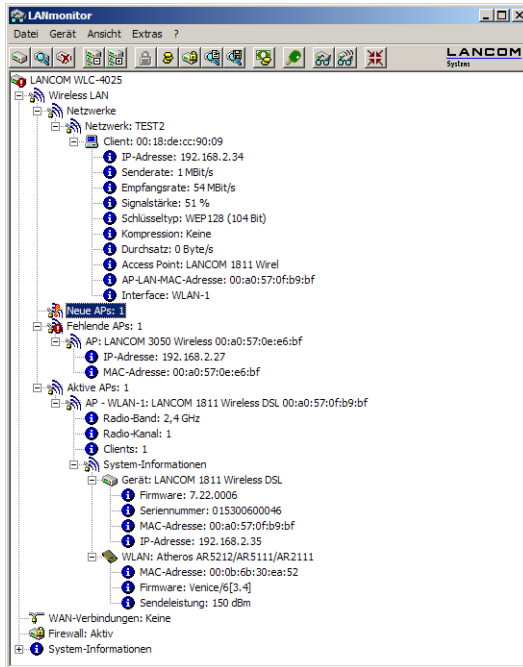 LANmonitor
Datei Gerät Ansicht Extras ?
LANCOM
Systems
LANCOM WLC-4025
Wireless LAN
Netzwerke
Netzwerk: TEST2
Client: 00:18:de:cc:90:09
IP-Adresse: 192.168.2.34
Senderate: 1 MBit/s
Empfangsrate: 54 MBit/s
Signalstärke: 51 %
Schlüsseltyp: WEP128 (104 Bit)
Kompression: Keine
Durchsatz: 0 Byte/s
Access Point: LANCOM 1811 Wirel
AP-LAN-MAC-Adresse: 00:a0:57:0f:b9:bf
Interface: WLAN-1
Neue APs: 1
Fehlende APs: 1
AP: LANCOM 3050 Wireless 00:a0:57:0e:e6:bf
IP-Adresse: 192.168.2.27
MAC-Adresse: 00:a0:57:0e:e6:bf
Aktive APs: 1
AP - WLAN-1: LANCOM 1811 Wireless DSL 00:a0:57:0f:b9:bf
Radio-Band: 2,4 GHz
Radio-Kanal: 1
Clients: 1
System-Informationen
Gerät: LANCOM 1811 Wireless DSL
Firmware: 7.22.0006
Seriennummer: 015300600046
MAC-Adresse: 00:a0:57:0f:b9:bf
IP-Adresse: 192.168.2.35
WLAN: Atheros AR5212/AR5111/AR2111
MAC-Adresse: 00:0b:6b:30:ea:52
Firmware: Venice/6[3.4]
Sendeleistung: 150 dBm
WAN-Verbindungen: Keine
Firewall: Aktiv
System-Informationen